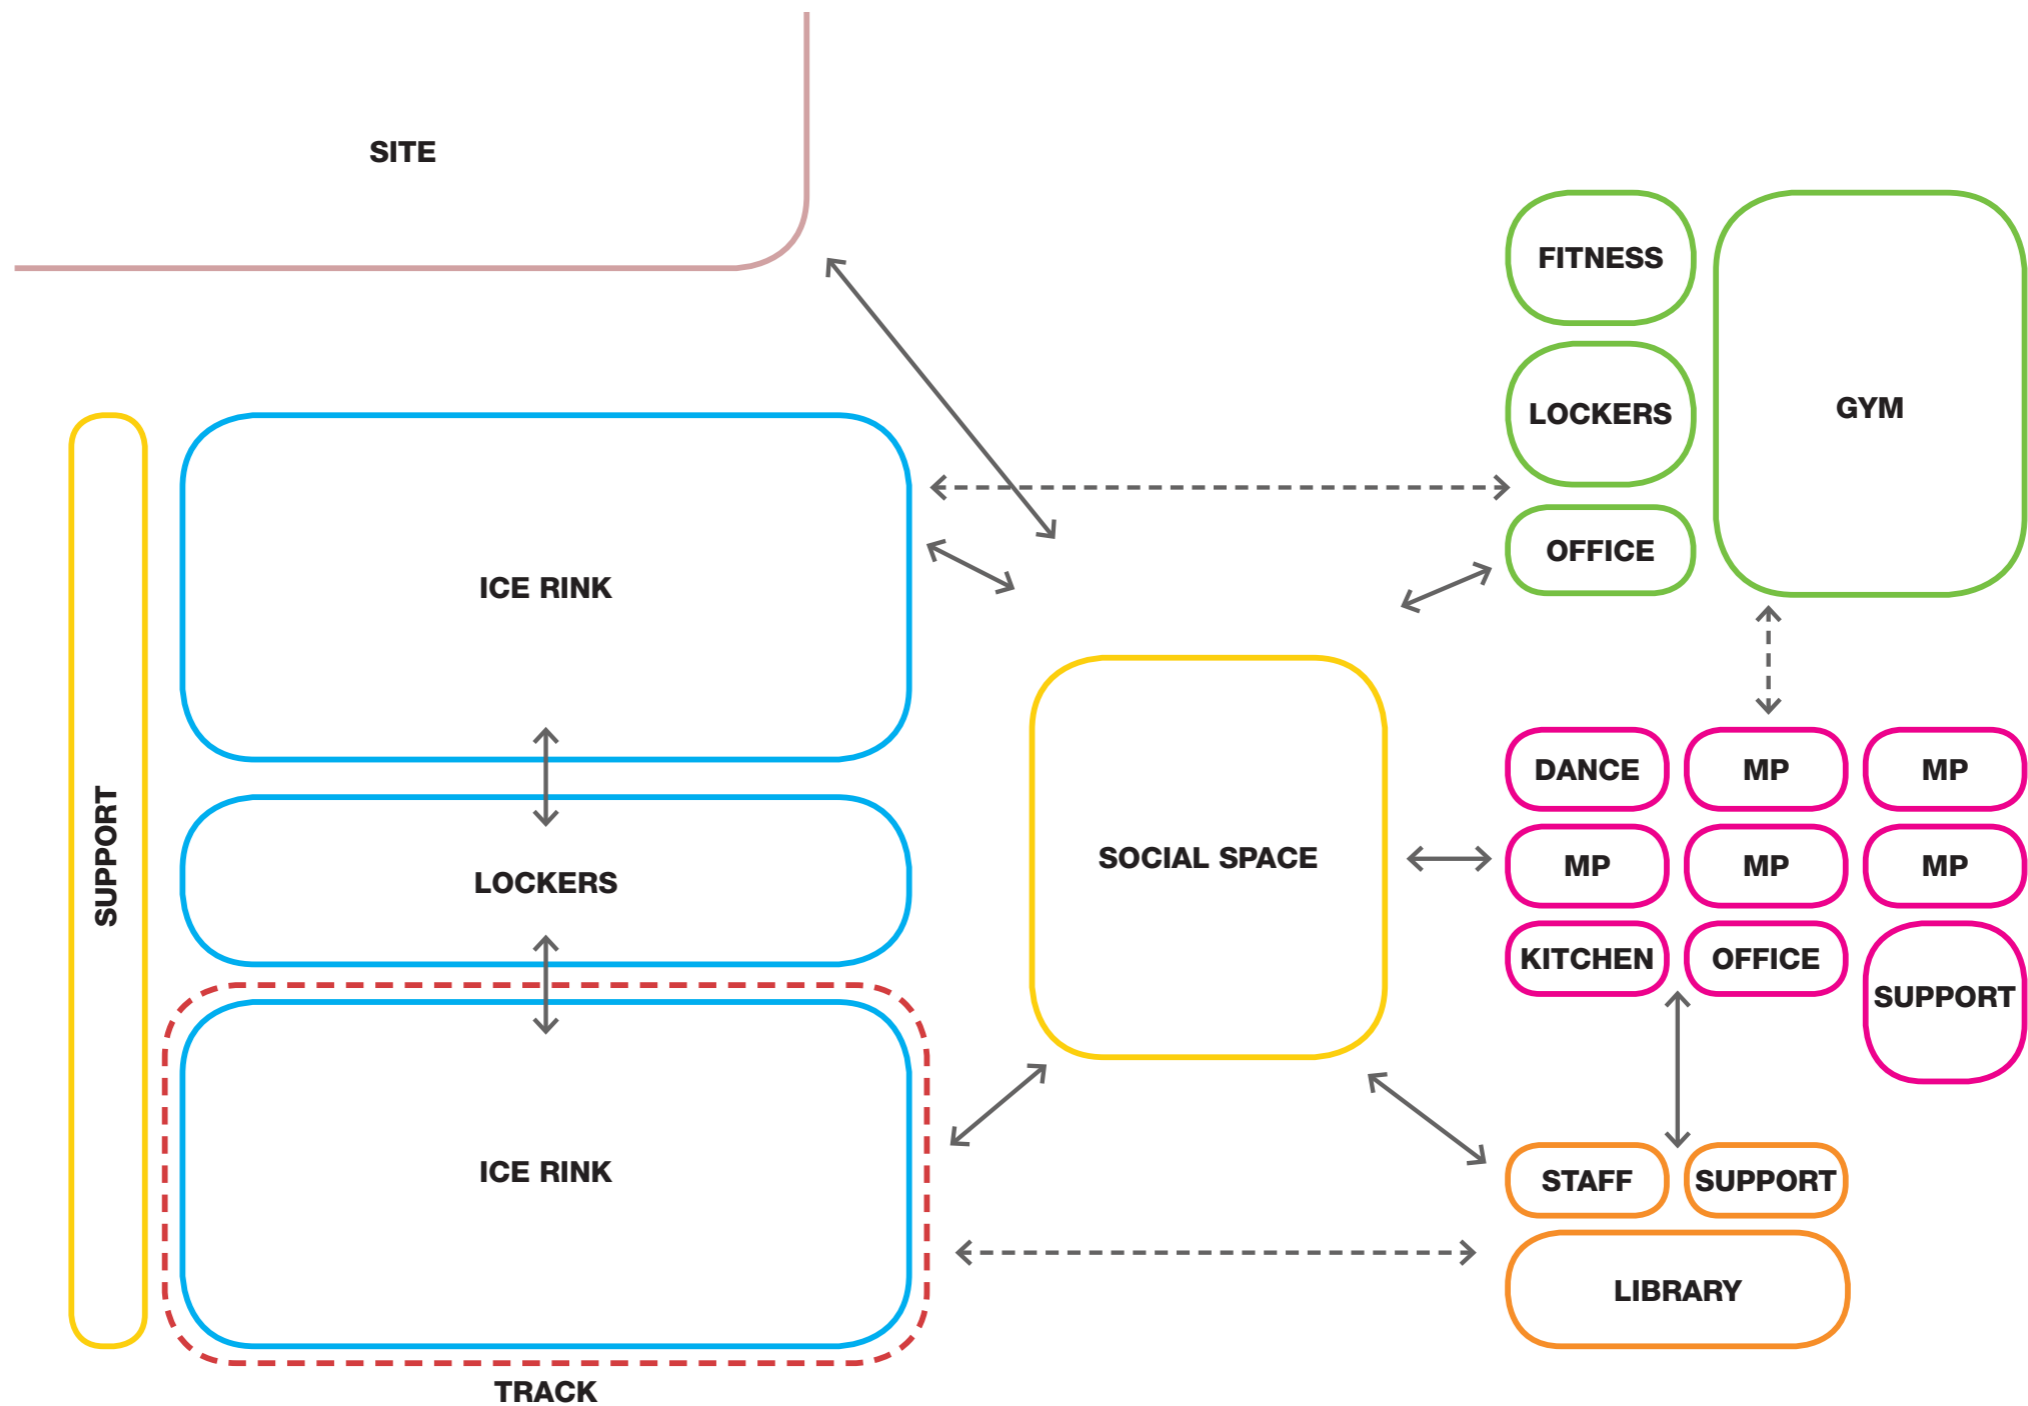 SITE
FITNESS
LOCKERS
GYM
OFFICE
ICE RINK
SUPPORT
LOCKERS
ICE RINK
TRACK
SOCIAL SPACE
DANCE
MP
MP
MP
MP
MP
KITCHEN
OFFICE
SUPPORT
STAFF
SUPPORT
LIBRARY